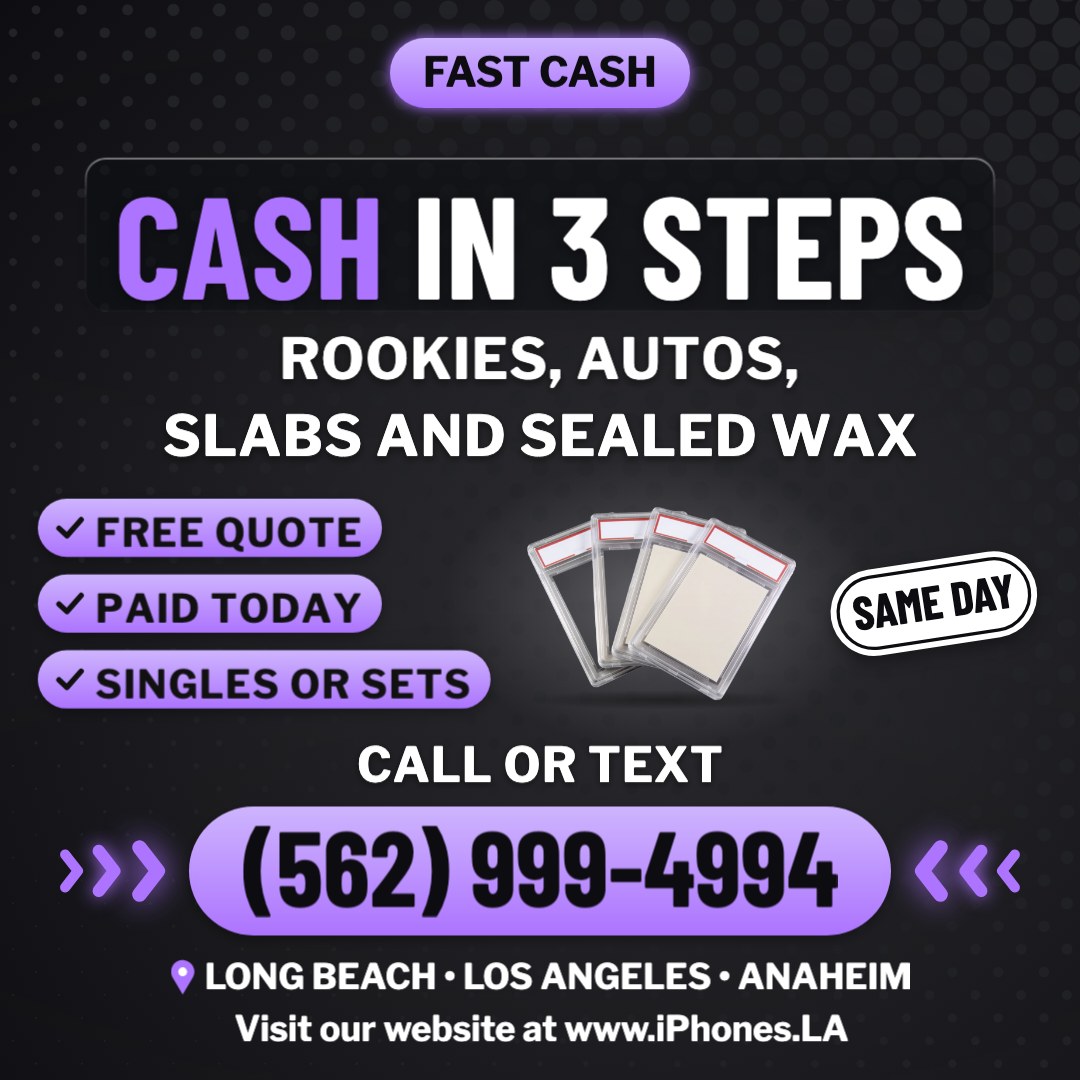 FAST CASH
CASH IN 3 STEPS
ROOKIES, AUTOS,
SLABS AND SEALED WAX
FREE QUOTE
PAID TODAY
SINGLES OR SETS
SAME DAY
CALL OR TEXT
(562) 999-4994
LONG BEACH • LOS ANGELES • ANAHEIM
Visit our website at www.iPhones.LA